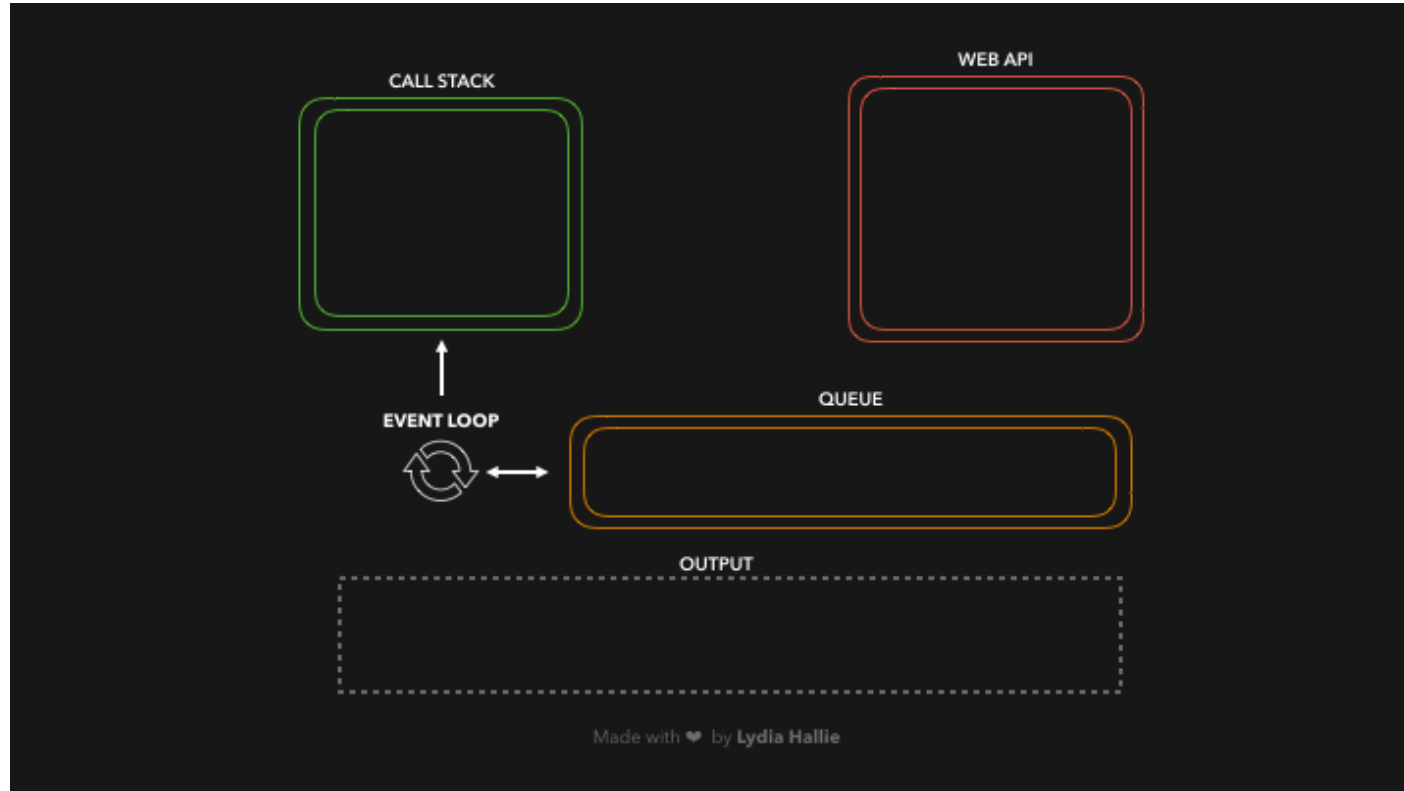 WEB API
CALL STACK
QUEUE
EVENT LOOP
OUTPUT
Made with ❤ by Lydia Hallie